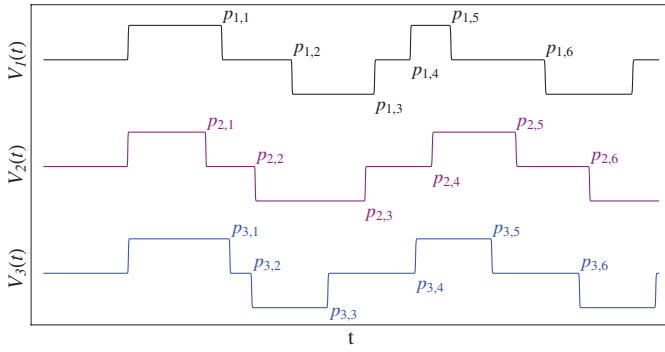 V₁(t)
p₁,₁
p₁,₂
p₁,₃
p₁,₄
p₁,₅
p₁,₆
V₂(t)
p₂,₁
p₂,₂
p₂,₃
p₂,₄
p₂,₅
p₂,₆
V₃(t)
p₃,₁
p₃,₂
p₃,₃
p₃,₄
p₃,₅
p₃,₆
t